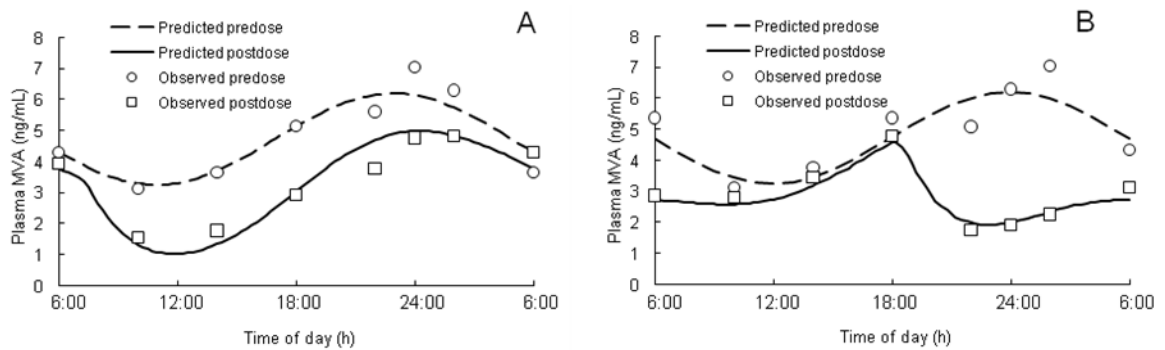 A
Predicted predose
Predicted postdose
Observed predose
Observed postdose
Plasma MVA (ng/mL)
8
7
6
5
4
3
2
1
0
6:00 12:00 18:00 24:00 6:00
Time of day (h)
B
Predicted predose
Predicted postdose
Observed predose
Observed postdose
Plasma MVA (ng/mL)
8
7
6
5
4
3
2
1
0
6:00 12:00 18:00 24:00 6:00
Time of day (h)